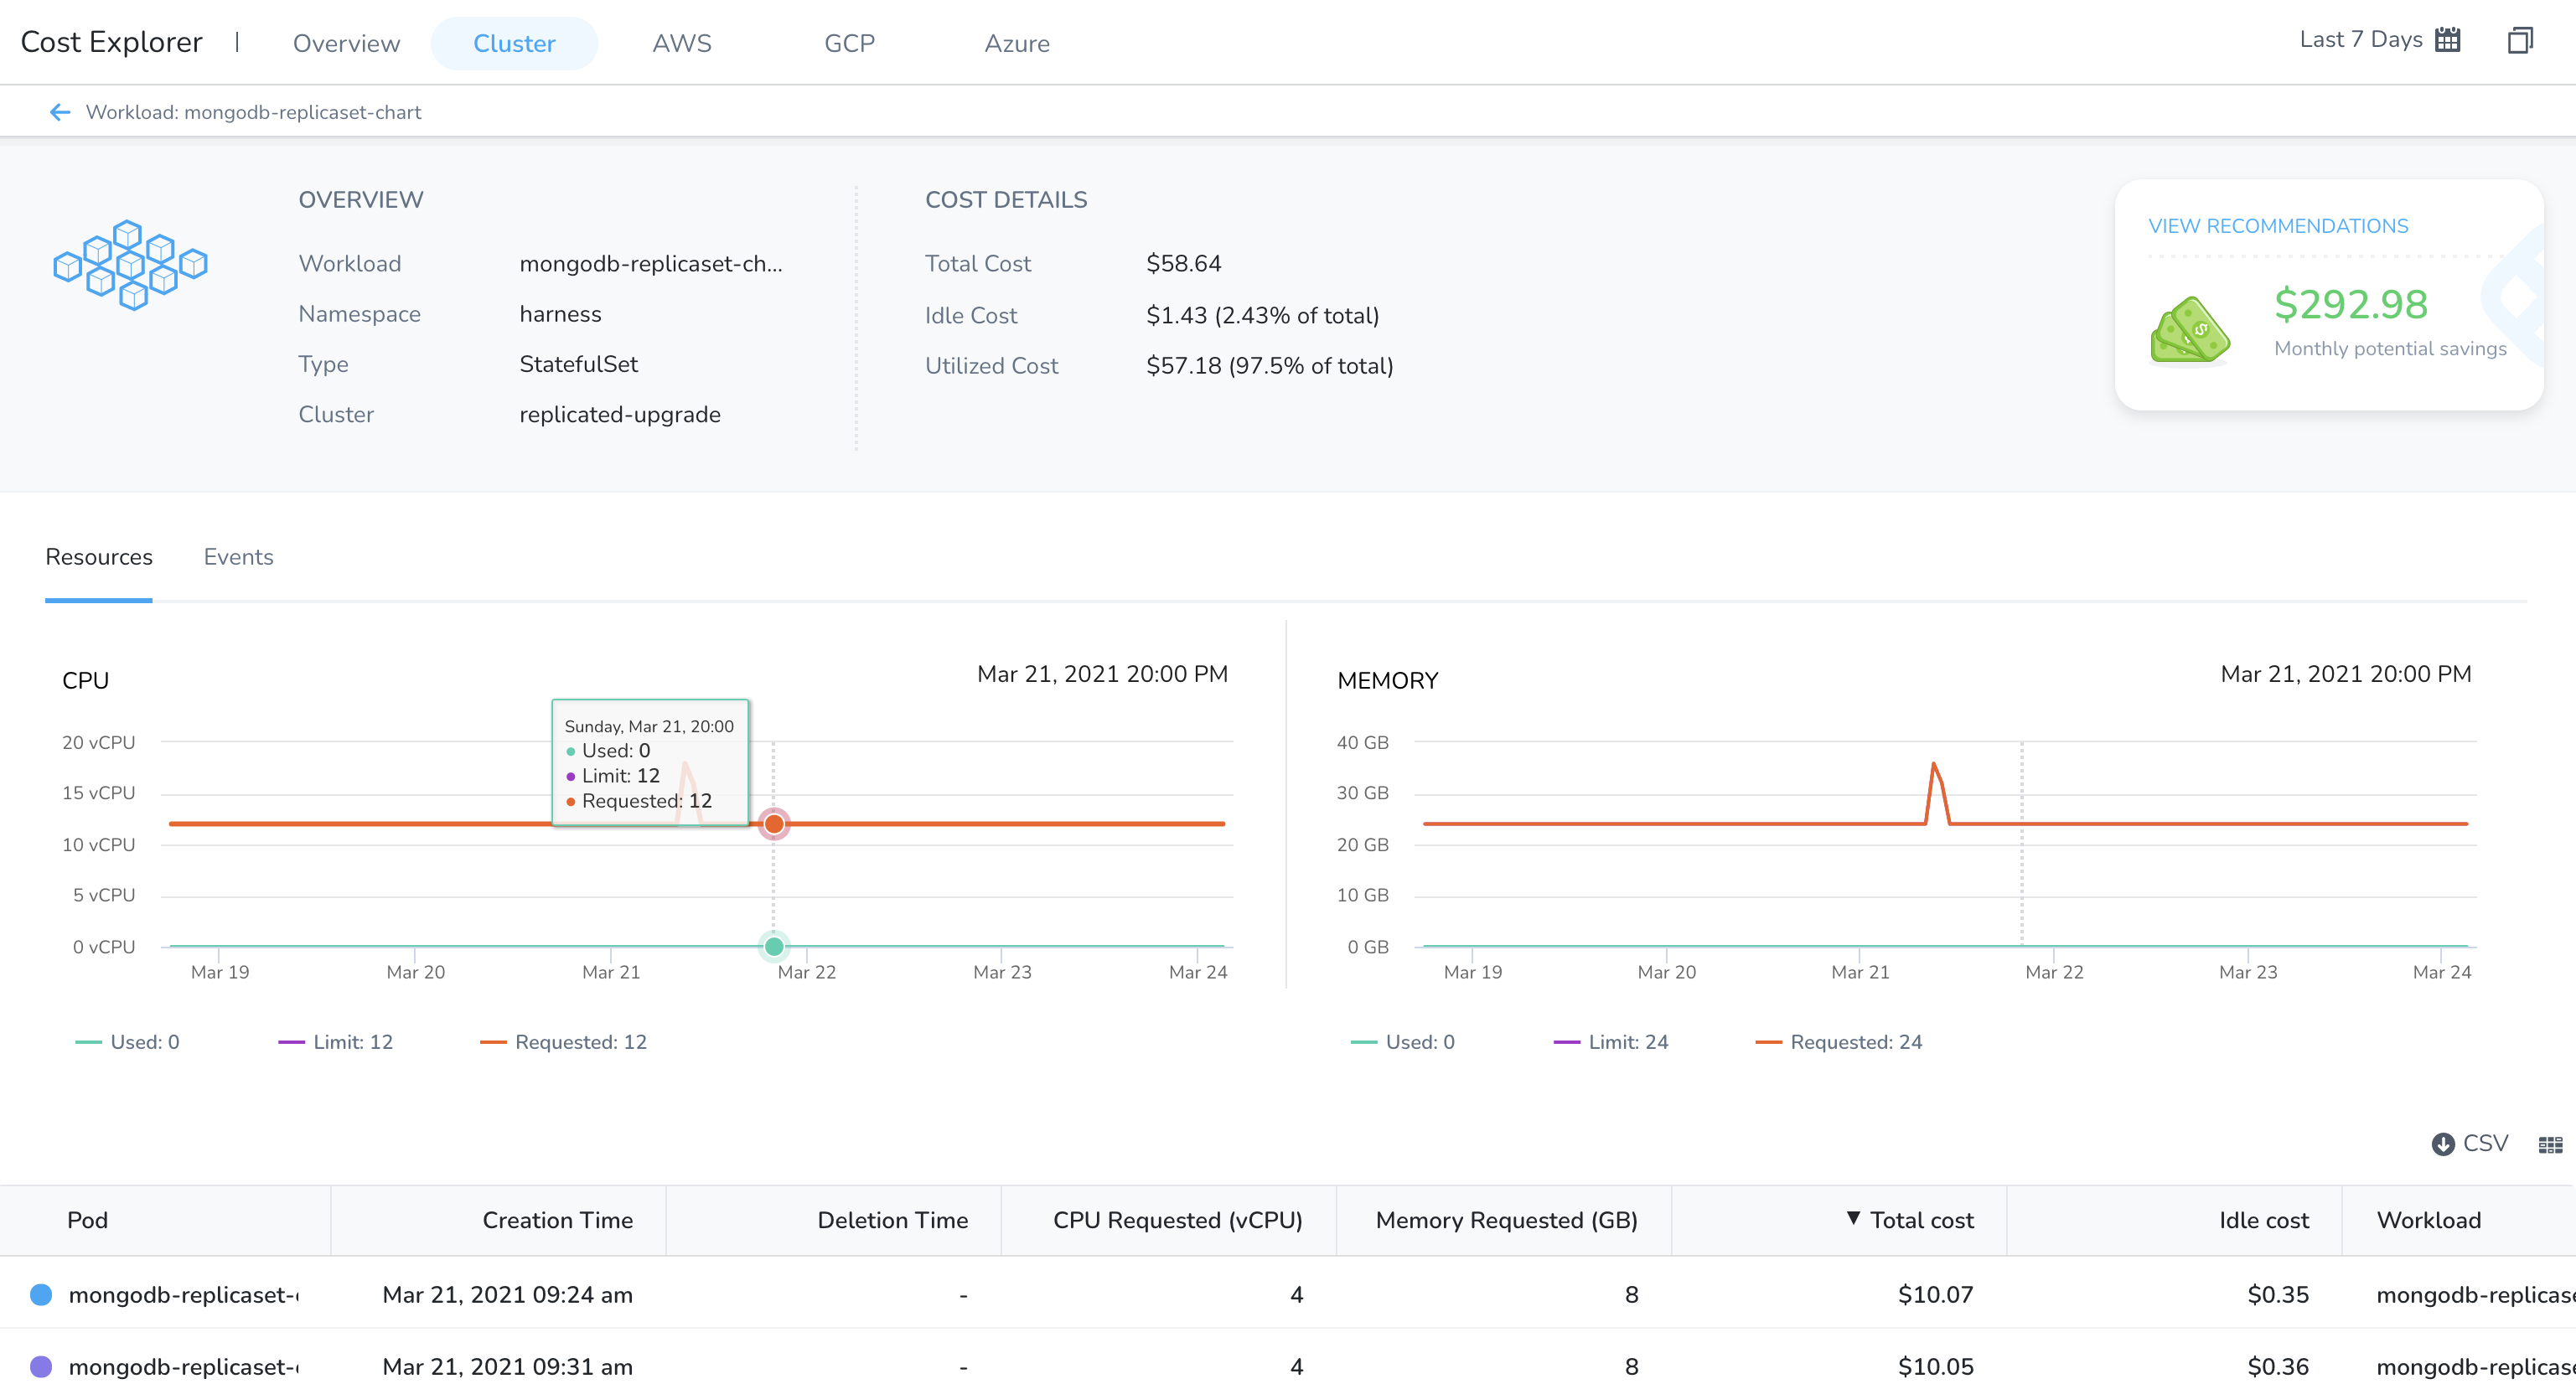 Cost Explorer | Overview Cluster AWS GCP Azure Last 7 Days
Workload: mongodb-replicaset-chart
OVERVIEW
Workload mongodb-replicaset-ch...
Namespace harness
Type StatefulSet
Cluster replicated-upgrade
COST DETAILS
Total Cost $58.64
Idle Cost $1.43 (2.43% of total)
Utilized Cost $57.18 (97.5% of total)
VIEW RECOMMENDATIONS
$292.98
Monthly potential savings
Resources Events
CPU Mar 21, 2021 20:00 PM
20 vCPU
15 vCPU
10 vCPU
5 vCPU
0 vCPU
Sunday, Mar 21, 20:00
Used: 0
Limit: 12
Requested: 12
Mar 19 Mar 20 Mar 21 Mar 22 Mar 23 Mar 24
Used: 0 Limit: 12 Requested: 12
MEMORY Mar 21, 2021 20:00 PM
40 GB
30 GB
20 GB
10 GB
0 GB
Mar 19 Mar 20 Mar 21 Mar 22 Mar 23 Mar 24
Used: 0 Limit: 24 Requested: 24
CSV
Pod Creation Time Deletion Time CPU Requested (vCPU) Memory Requested (GB) ▼ Total cost Idle cost Workload
mongodb-replicaset- Mar 21, 2021 09:24 am - 4 8 $10.07 $0.35 mongodb-replicas
mongodb-replicaset- Mar 21, 2021 09:31 am - 4 8 $10.05 $0.36 mongodb-replicas